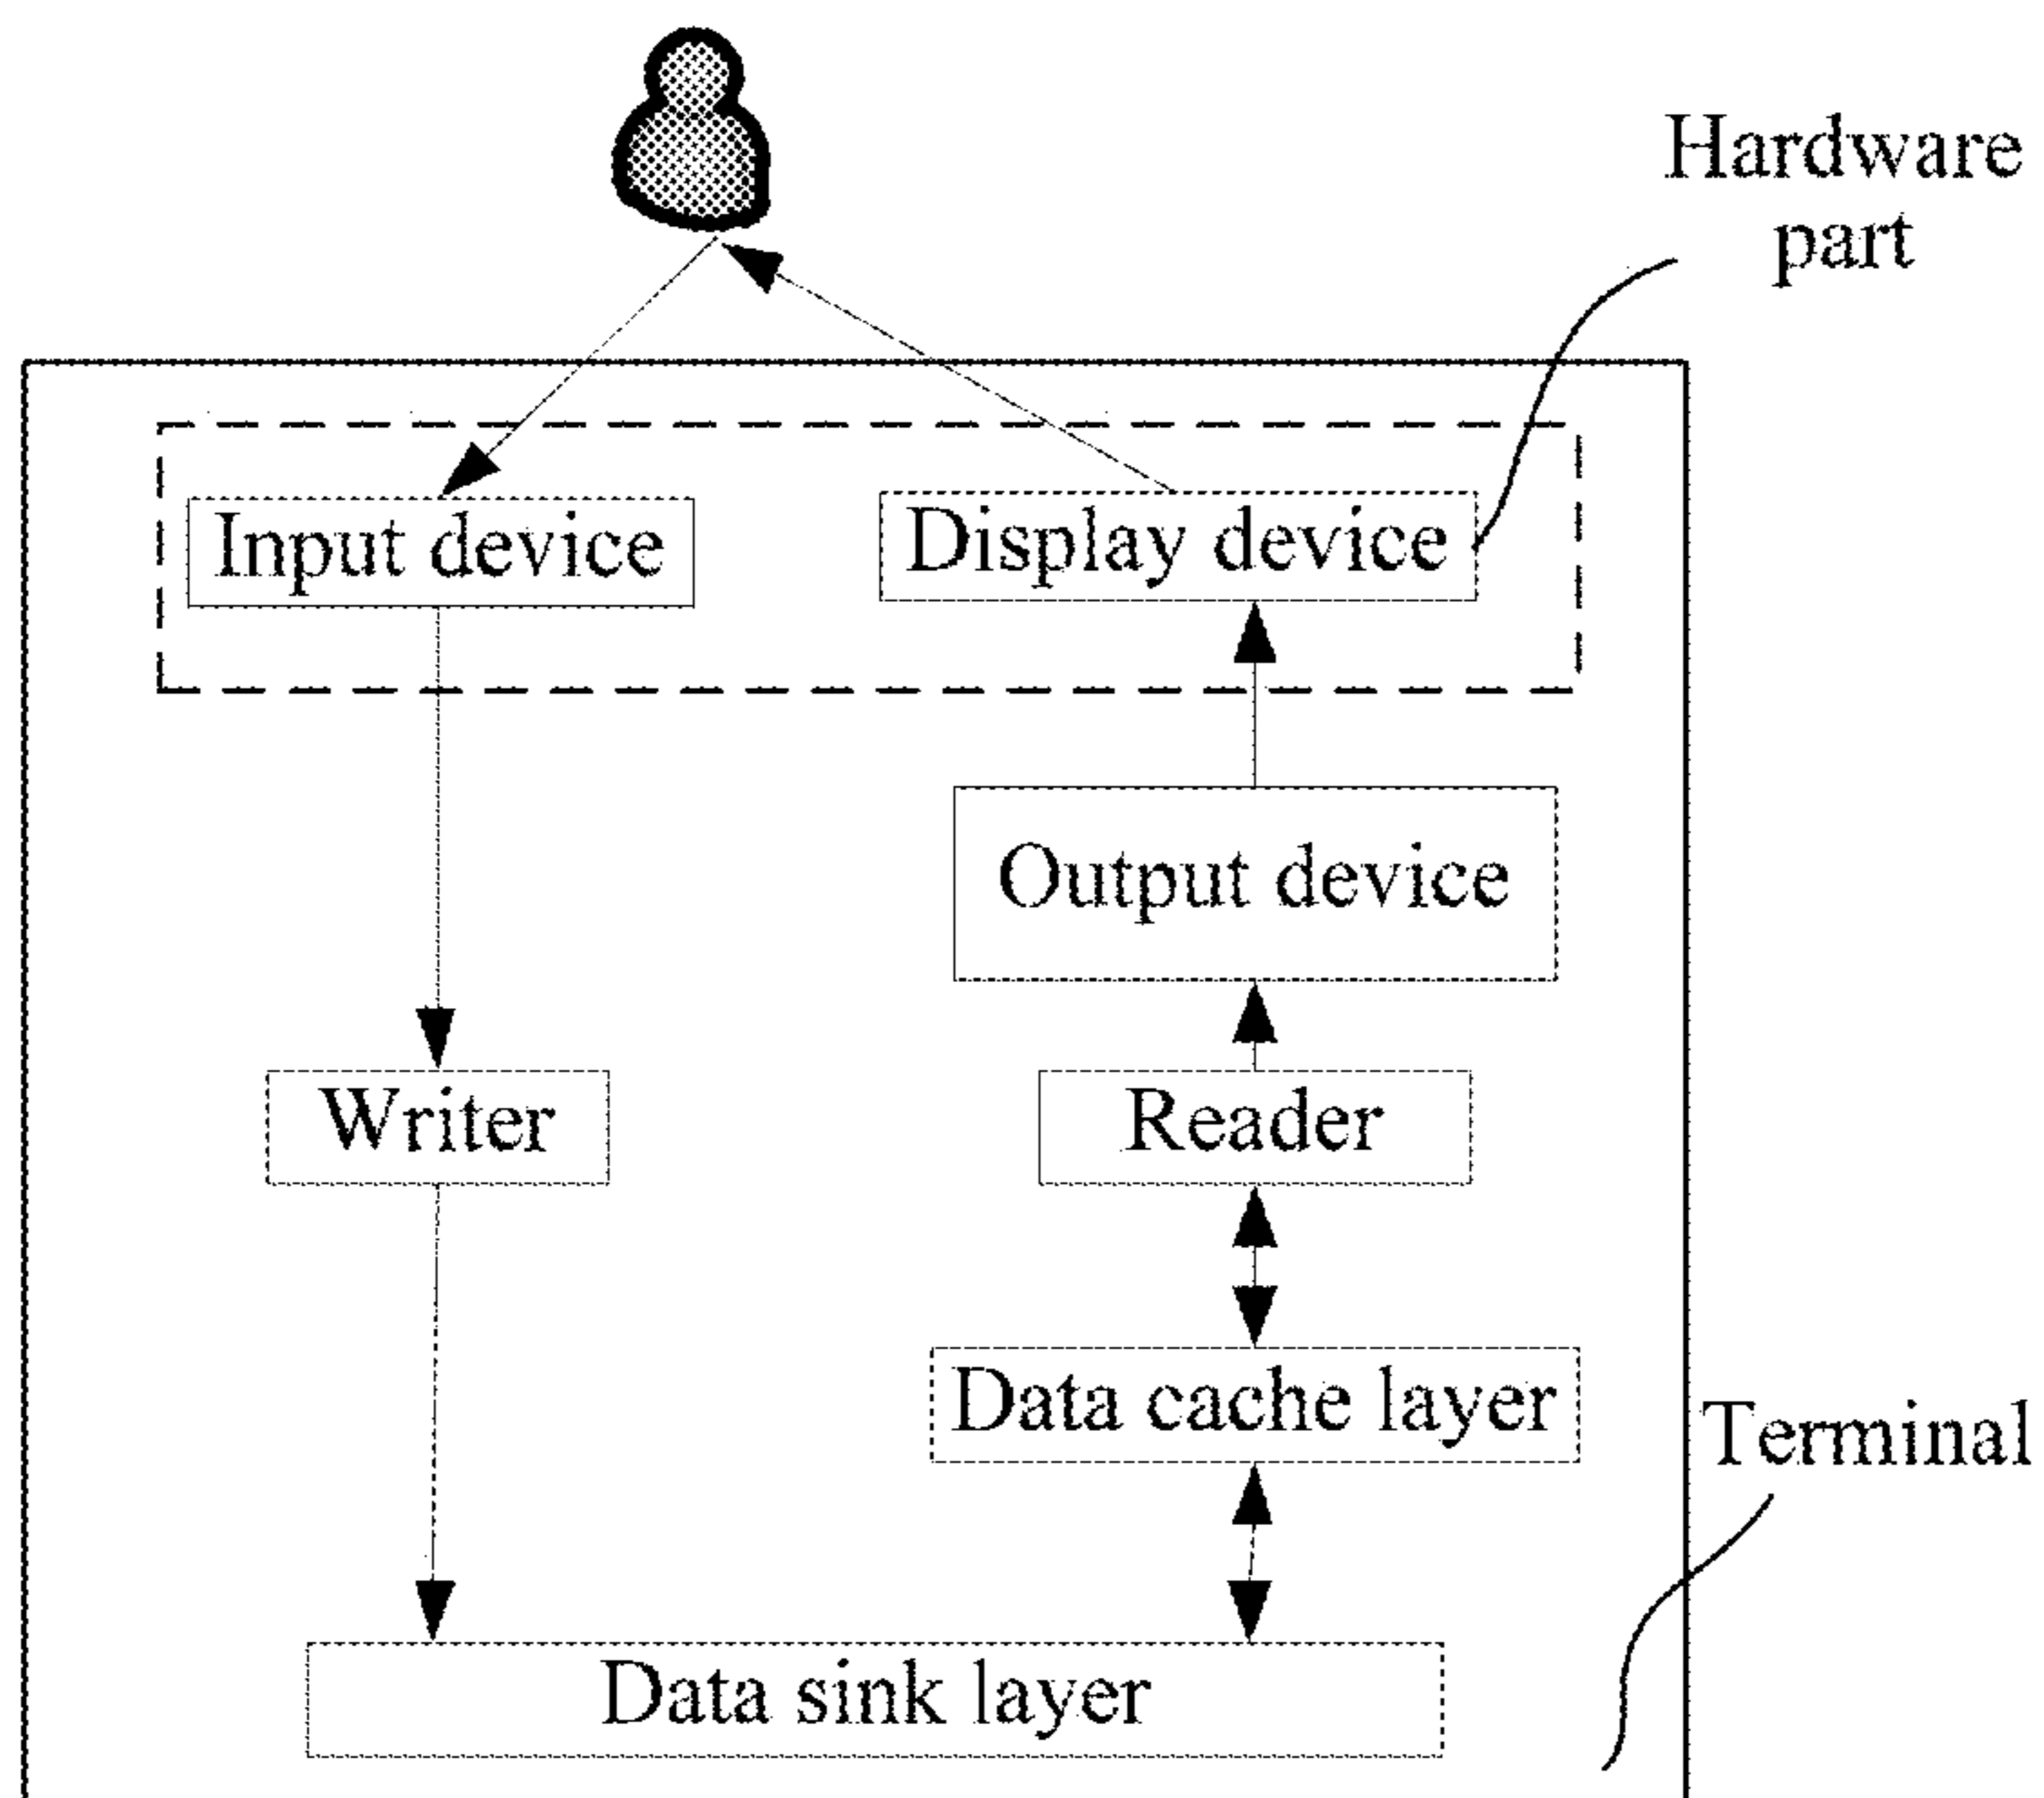 Hardware
part
Input device
Display device
Output device
Writer
Reader
Data cache layer
Terminal
Data sink layer